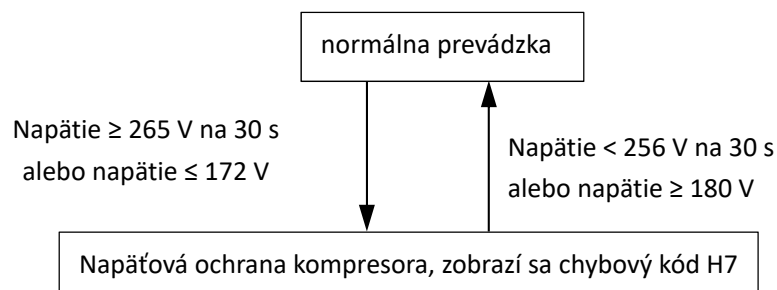 normálna prevádzka
Napätie ≥ 265 V na 30 s
alebo napätie ≤ 172 V
Napätie < 256 V na 30 s
alebo napätie ≥ 180 V
Napäťová ochrana kompresora, zobrazí sa chybový kód H7